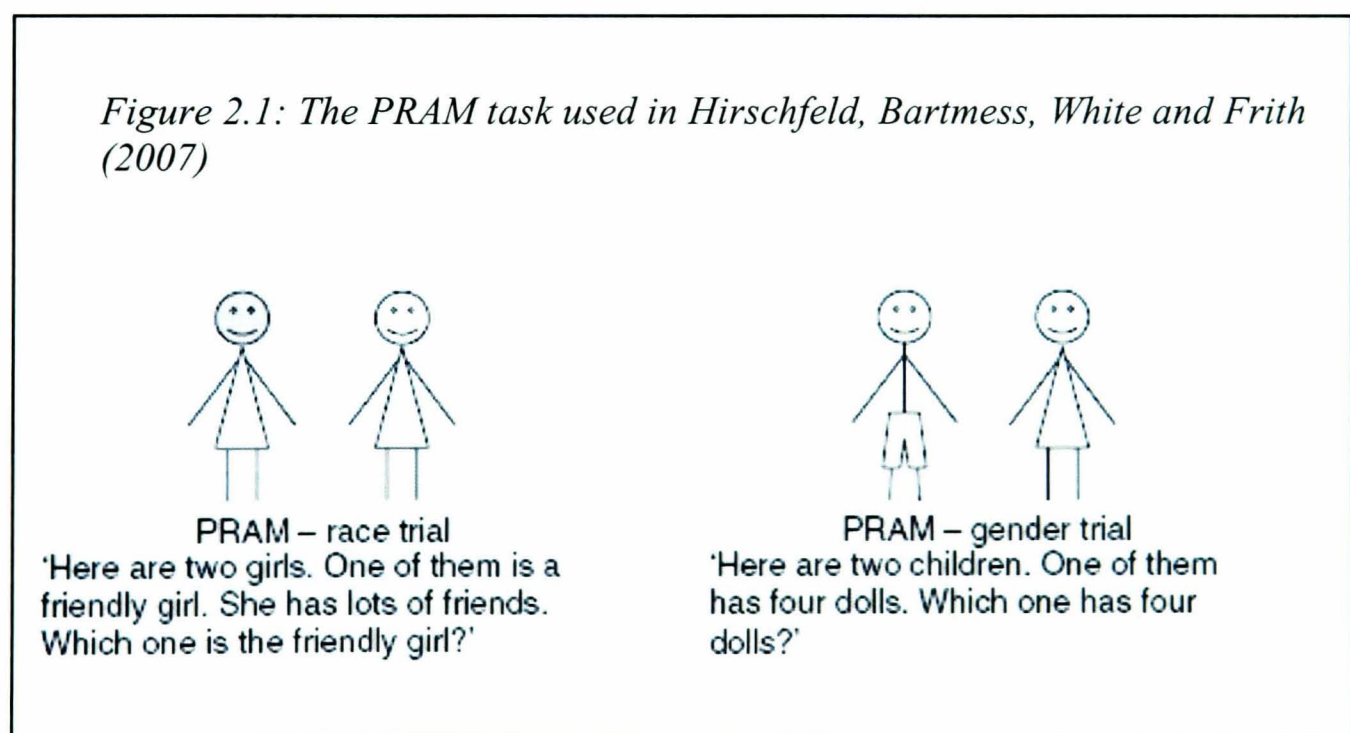 Figure 2.1: The PRAM task used in Hirschfeld, Bartmess, White and Frith
(2007)
PRAM – race trial
‘Here are two girls. One of them is a
friendly girl. She has lots of friends.
Which one is the friendly girl?’
PRAM – gender trial
‘Here are two children. One of them
has four dolls. Which one has four
dolls?’